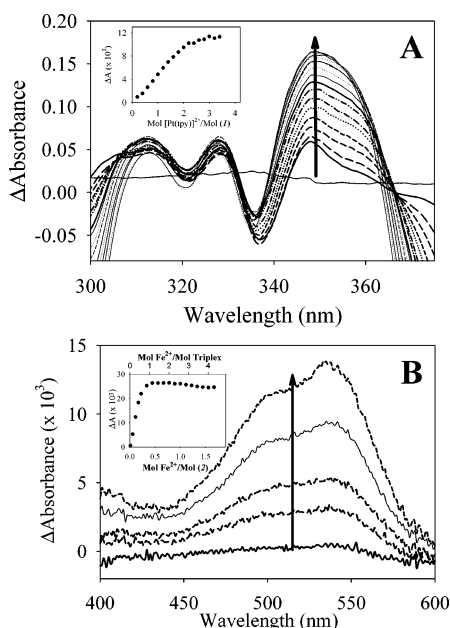 A
ΔAbsorbance
0.20
0.15
0.10
0.05
0.00
-0.05
300 320 340 360
Wavelength (nm)
ΔA (x 10³)
12
8
4
0
0 1 2 3 4
Mol [Pt(tpy)]²⁺/Mol (1)
B
ΔAbsorbance (x 10³)
15
10
5
0
400 450 500 550 600
Wavelength (nm)
Mol Fe²⁺/Mol Triplex
0 1 2 3 4
ΔA (x 10³)
30
20
10
0
0.0 0.5 1.0 1.5
Mol Fe²⁺/Mol (2)